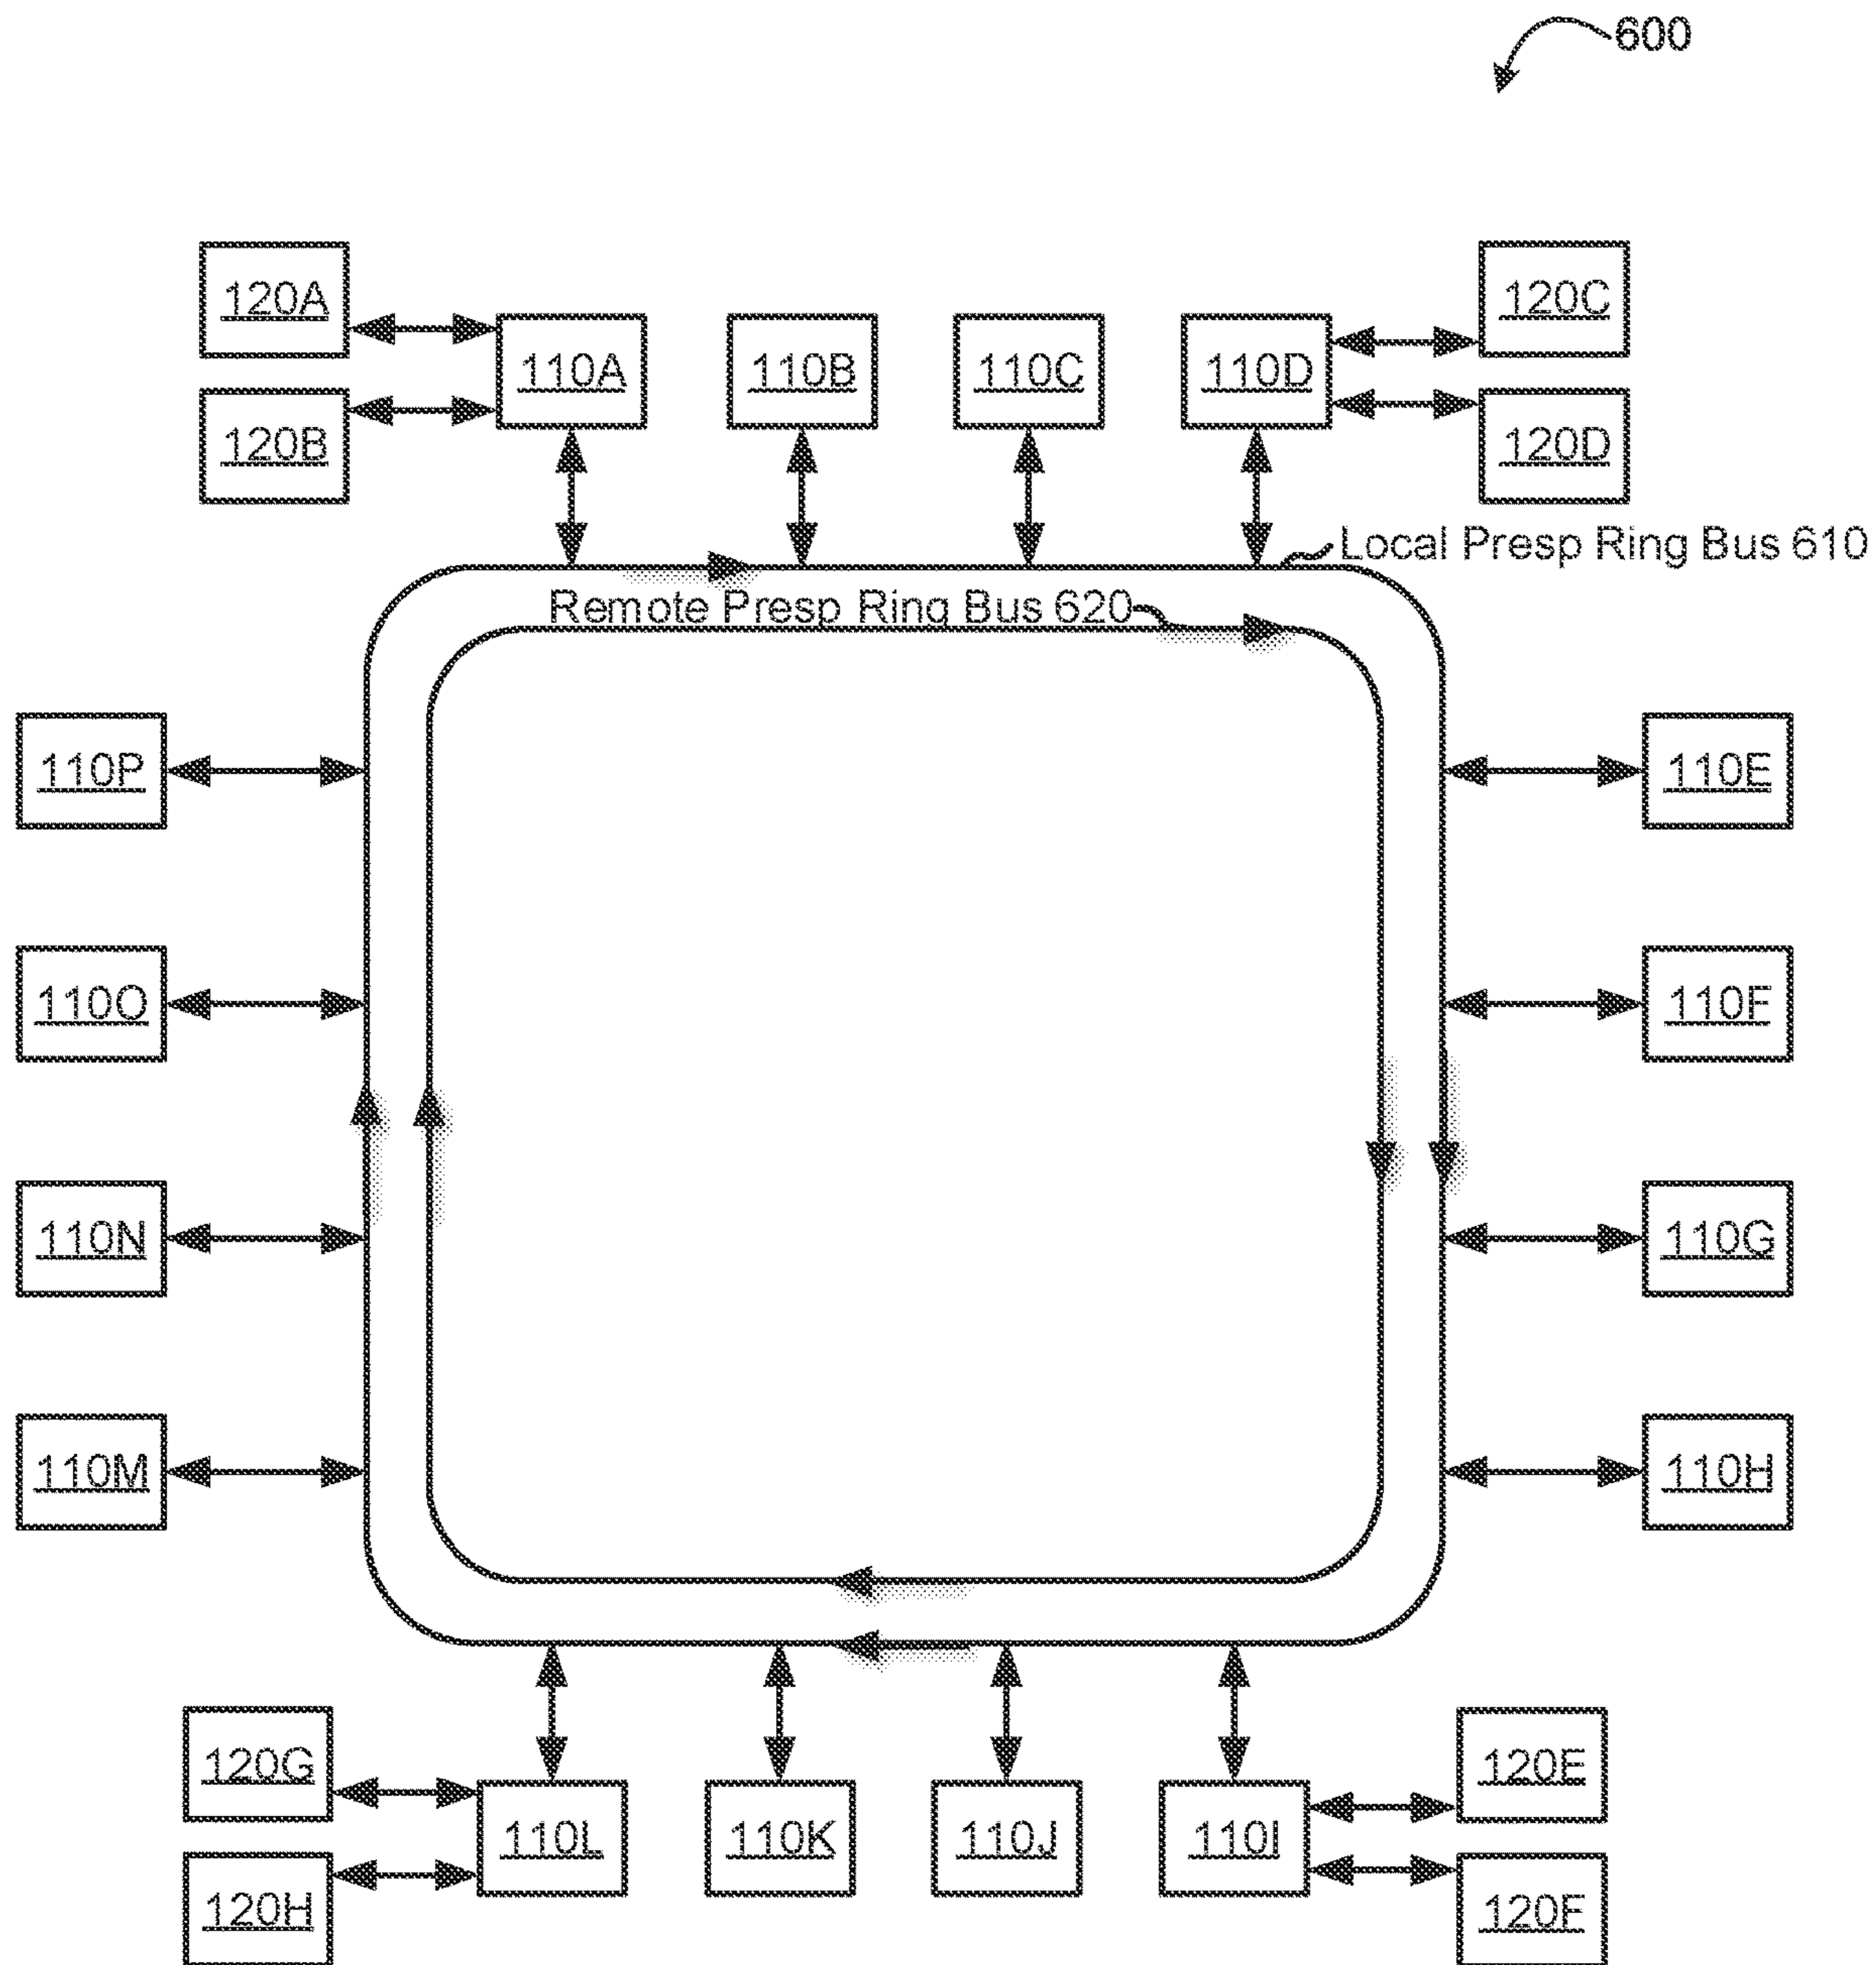 600
120A
120C
110A
110B
110C
110D
120B
120D
Local Presp Ring Bus 610
Remote Presp Ring Bus 620
110P
110E
110O
110F
110N
110G
110M
110H
120G
120E
110L
110K
110J
110I
120H
120F